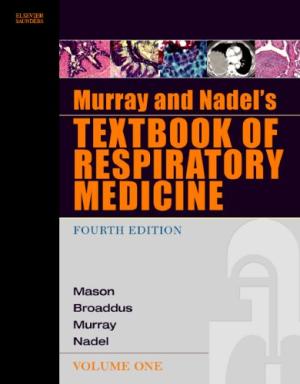 ELSEVIER
SAUNDERS
Murray and Nadel's
TEXTBOOK OF
RESPIRATORY
MEDICINE
FOURTH EDITION
Mason
Broaddus
Murray
Nadel
VOLUME ONE